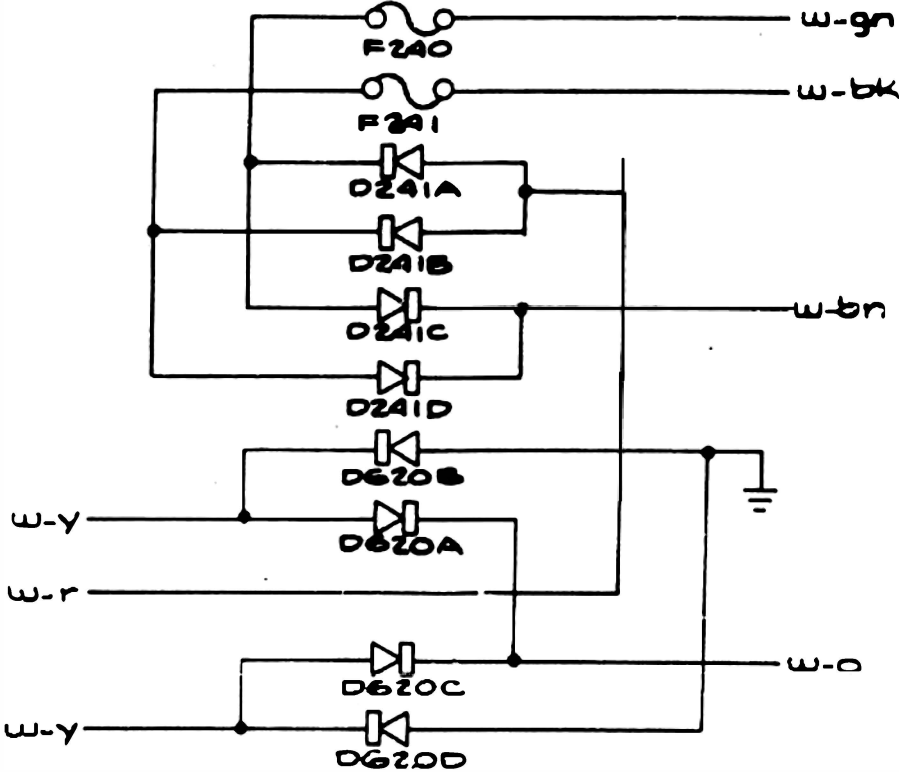 w-gn
F240
w-bk
F241
D241A
D241B
w-bn
D241C
D241D
D620B
w-y
D620A
w-r
w-o
D620C
w-y
D620D